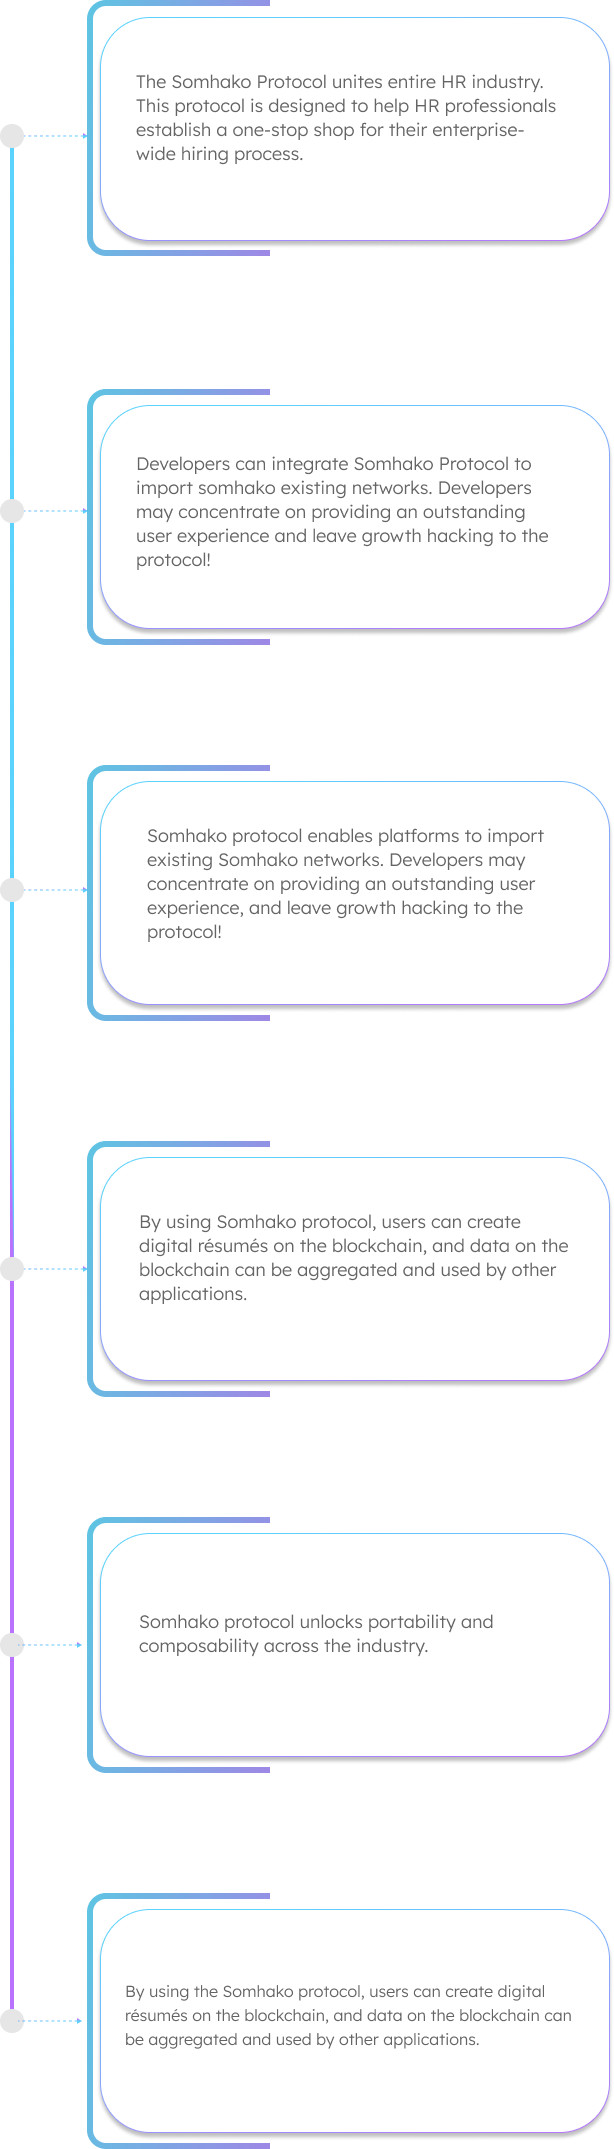 The Somhako Protocol unites entire HR industry.
This protocol is designed to help HR professionals
establish a one-stop shop for their enterprise-
wide hiring process.
Developers can integrate Somhako Protocol to
import somhako existing networks. Developers
may concentrate on providing an outstanding
user experience and leave growth hacking to the
protocol!
Somhako protocol enables platforms to import
existing Somhako networks. Developers may
concentrate on providing an outstanding user
experience, and leave growth hacking to the
protocol!
By using Somhako protocol, users can create
digital résumés on the blockchain, and data on the
blockchain can be aggregated and used by other
applications.
Somhako protocol unlocks portability and
composability across the industry.
By using the Somhako protocol, users can create digital
résumés on the blockchain, and data on the blockchain can
be aggregated and used by other applications.